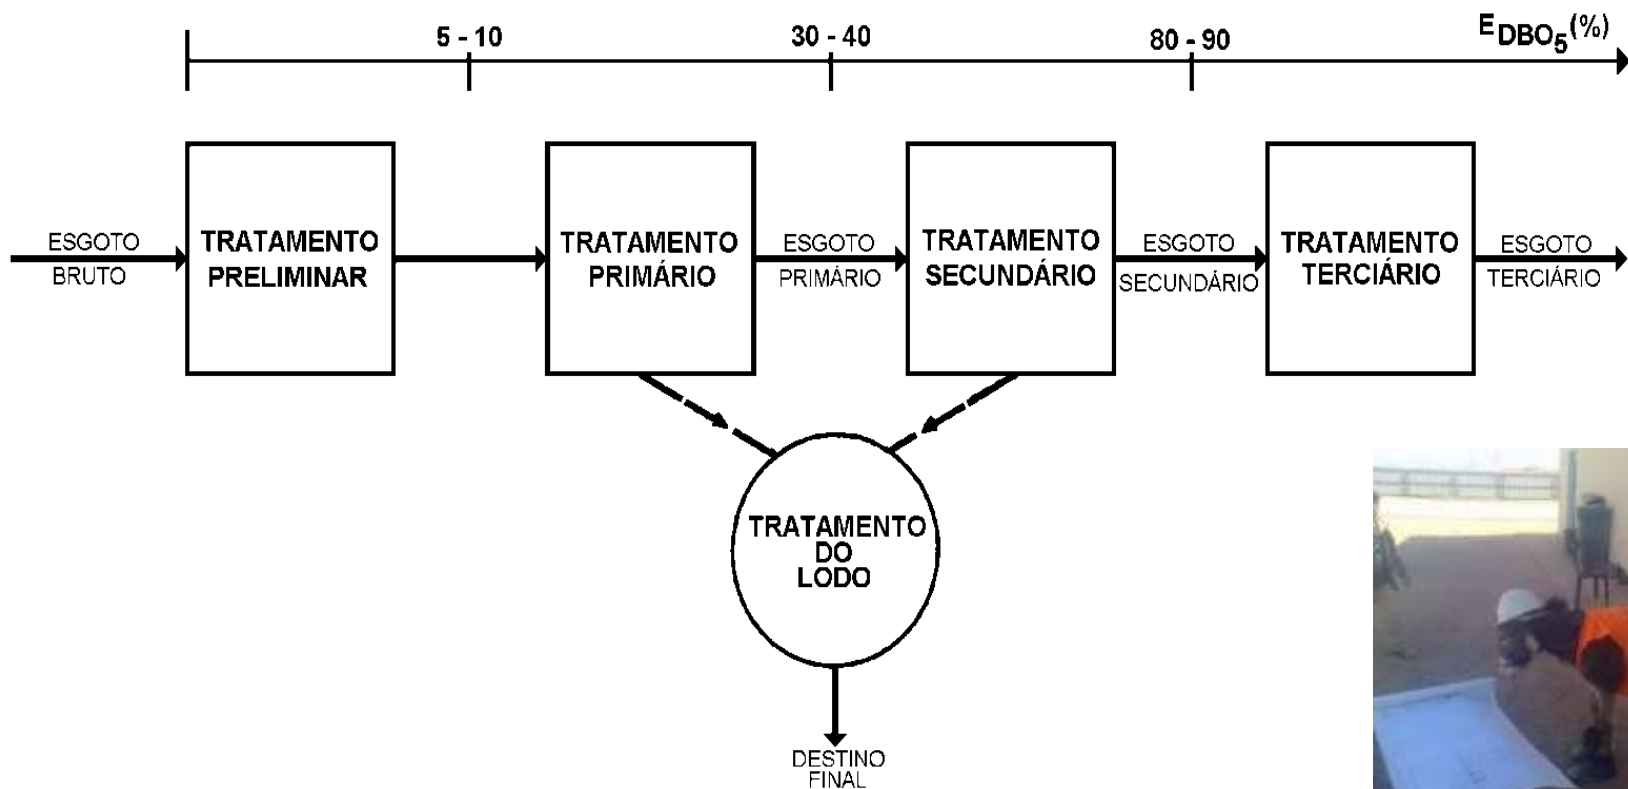 5 - 10
30 - 40
80 - 90
E DBO5 (%)
ESGOTO
BRUTO
TRATAMENTO
PRELIMINAR
TRATAMENTO
PRIMÁRIO
ESGOTO
PRIMÁRIO
TRATAMENTO
SECUNDÁRIO
ESGOTO
SECUNDÁRIO
TRATAMENTO
TERCIÁRIO
ESGOTO
TERCIÁRIO
TRATAMENTO
DO
LODO
DESTINO
FINAL